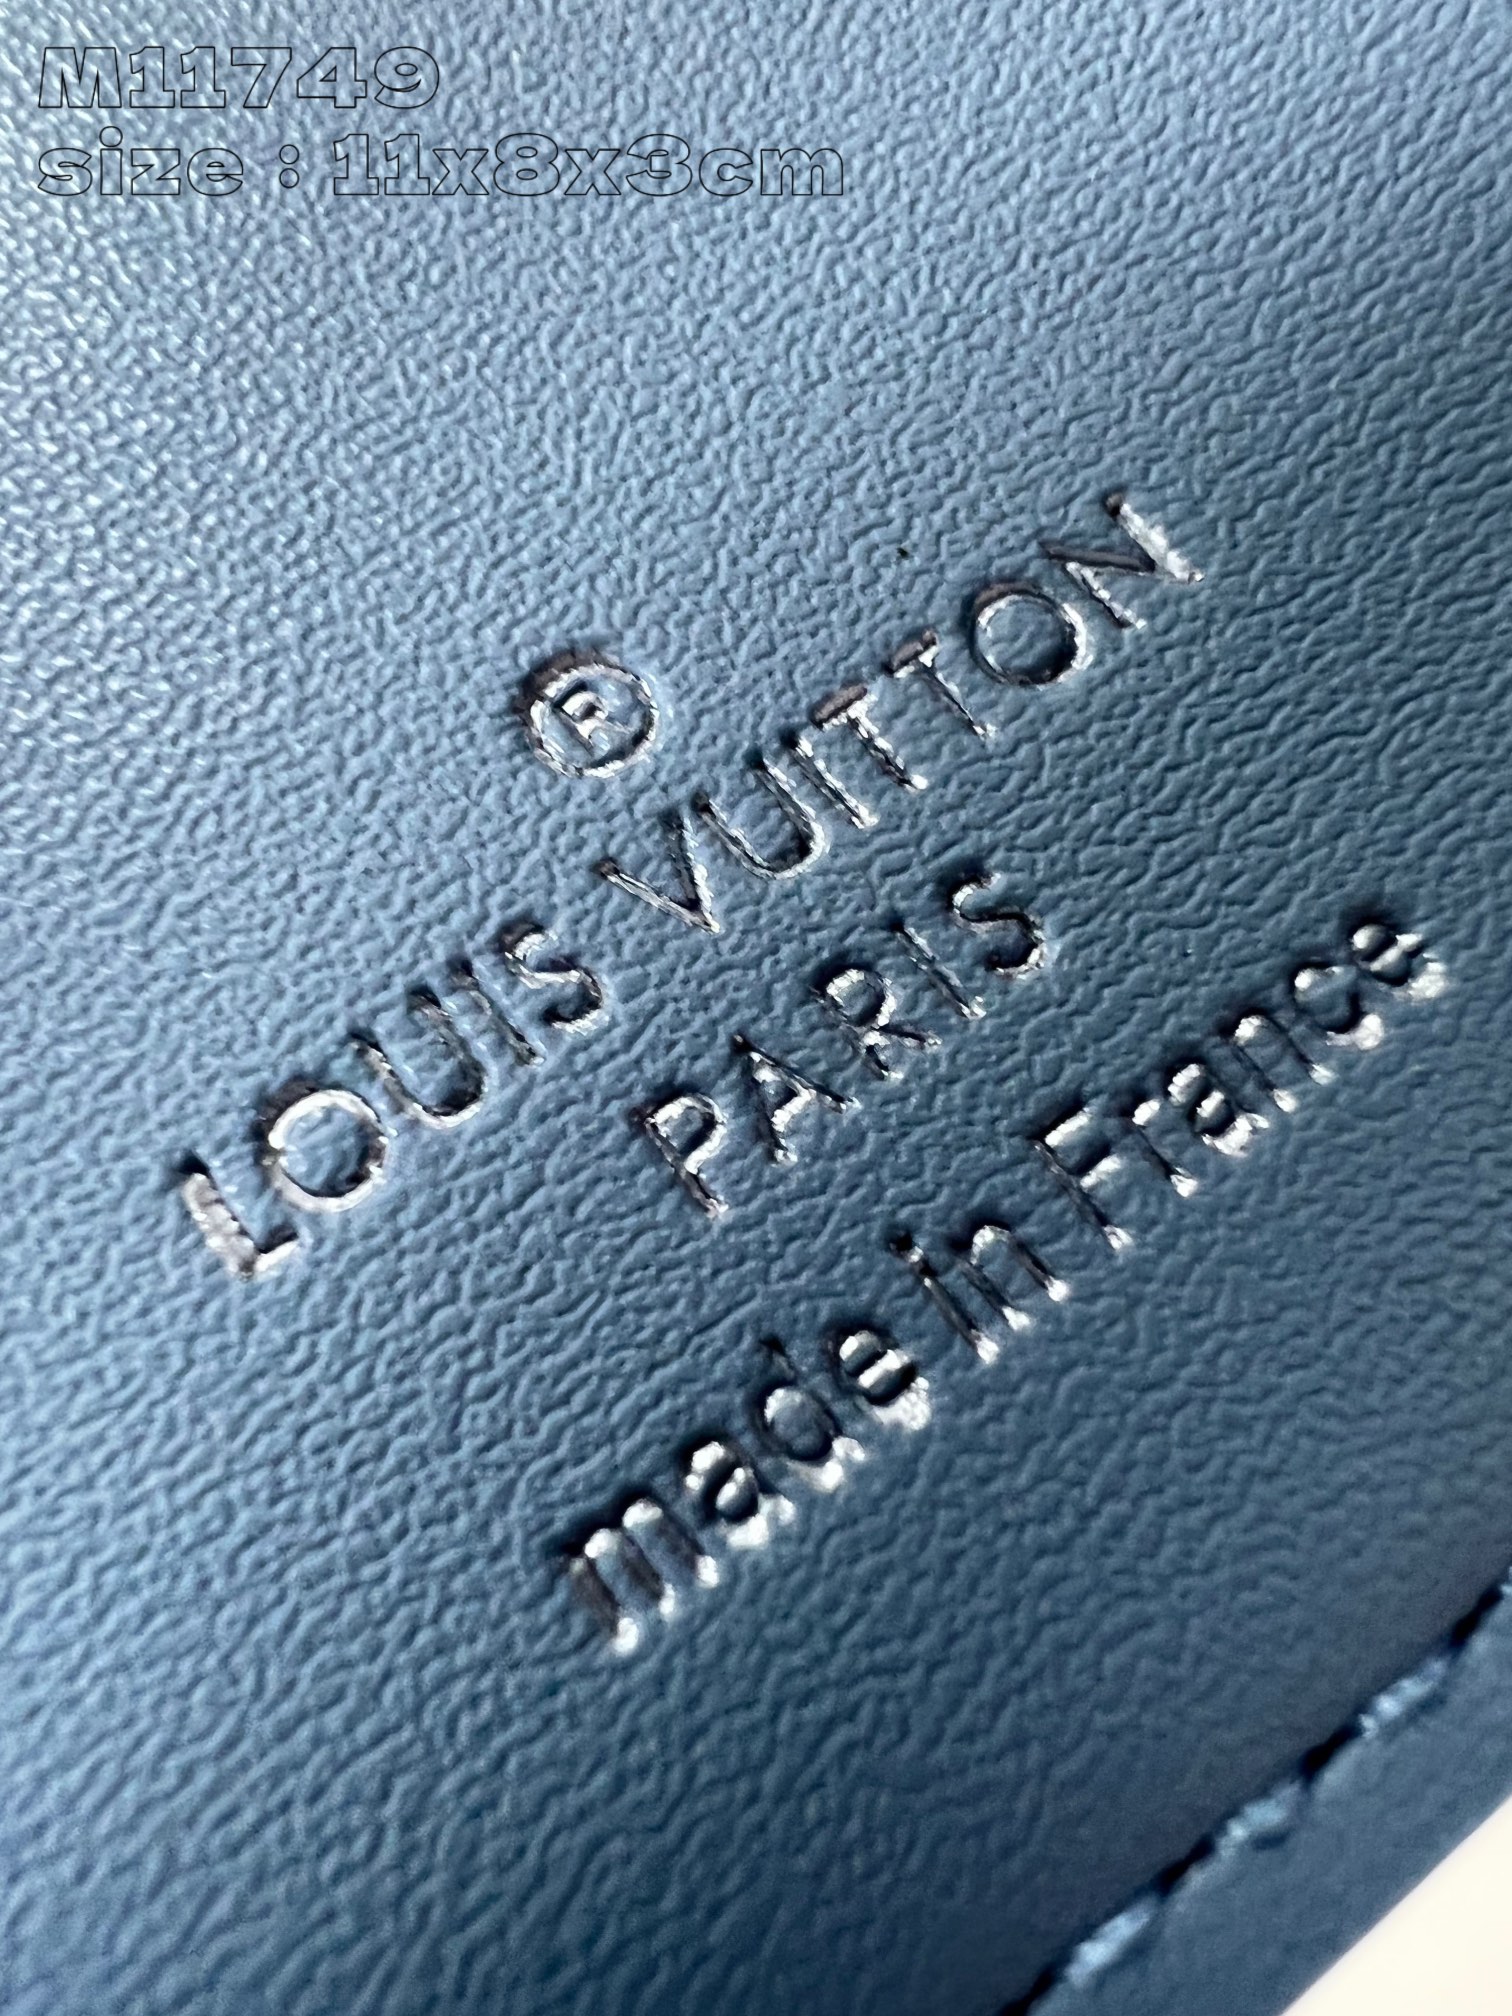 M11749
size : 11x8x3cm
®
LOUIS VUITTON
PARIS
made in France